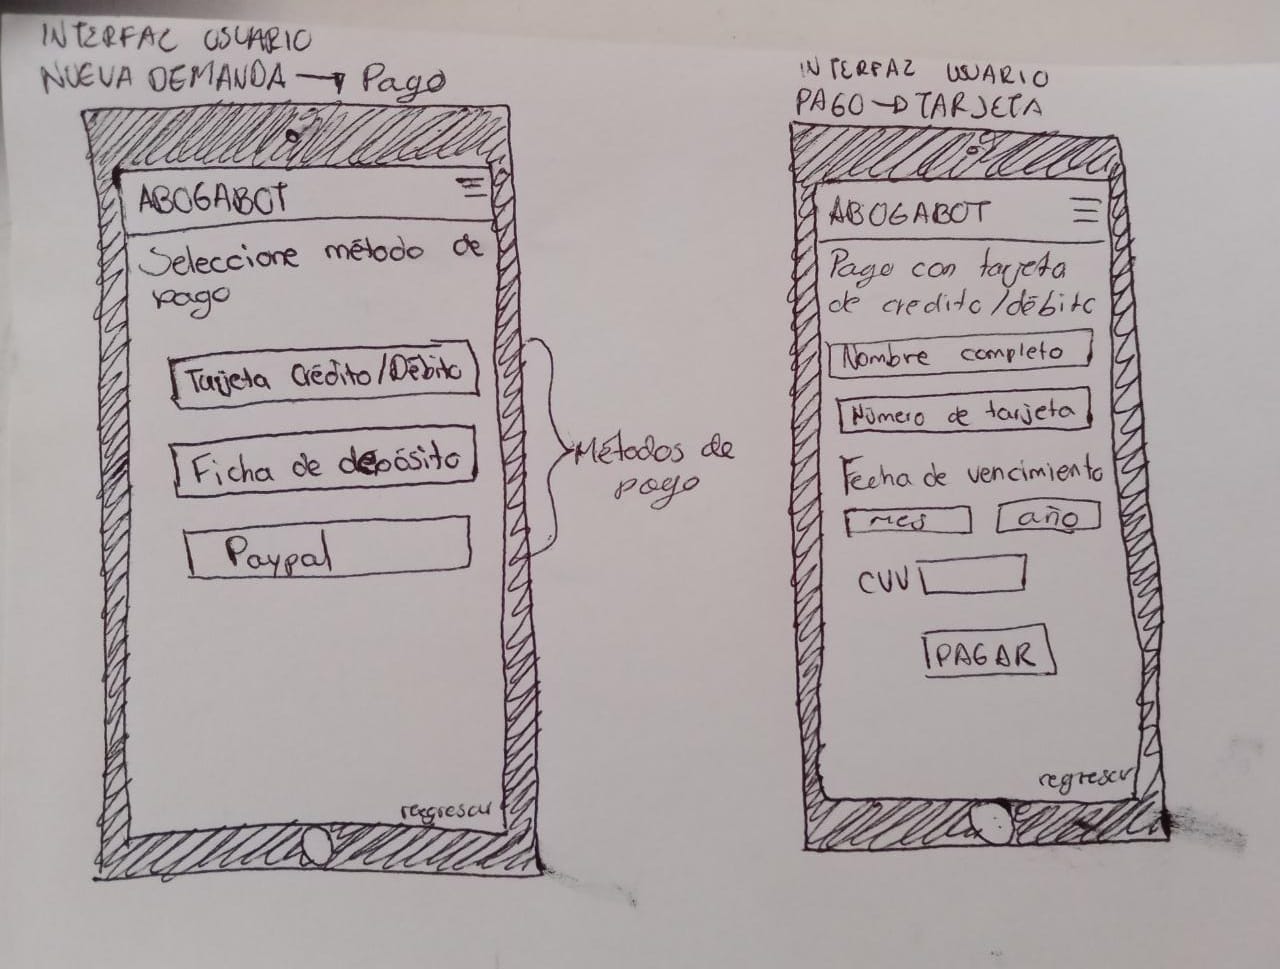 INTERFAC USUARIO
NUEVA DEMANDA → Pago
ABOGABOT
Seleccione método de
pago
Tarjeta Crédito/Débito
Ficha de depósito
Paypal
regresar
Métodos de
pago
INTERFAZ USUARIO
PAGO → TARJETA
ABOGABOT
Pago con tarjeta
de credito/débito
Nombre completo
Número de tarjeta
Fecha de vencimiento
mes año
CVV
PAGAR
regresar